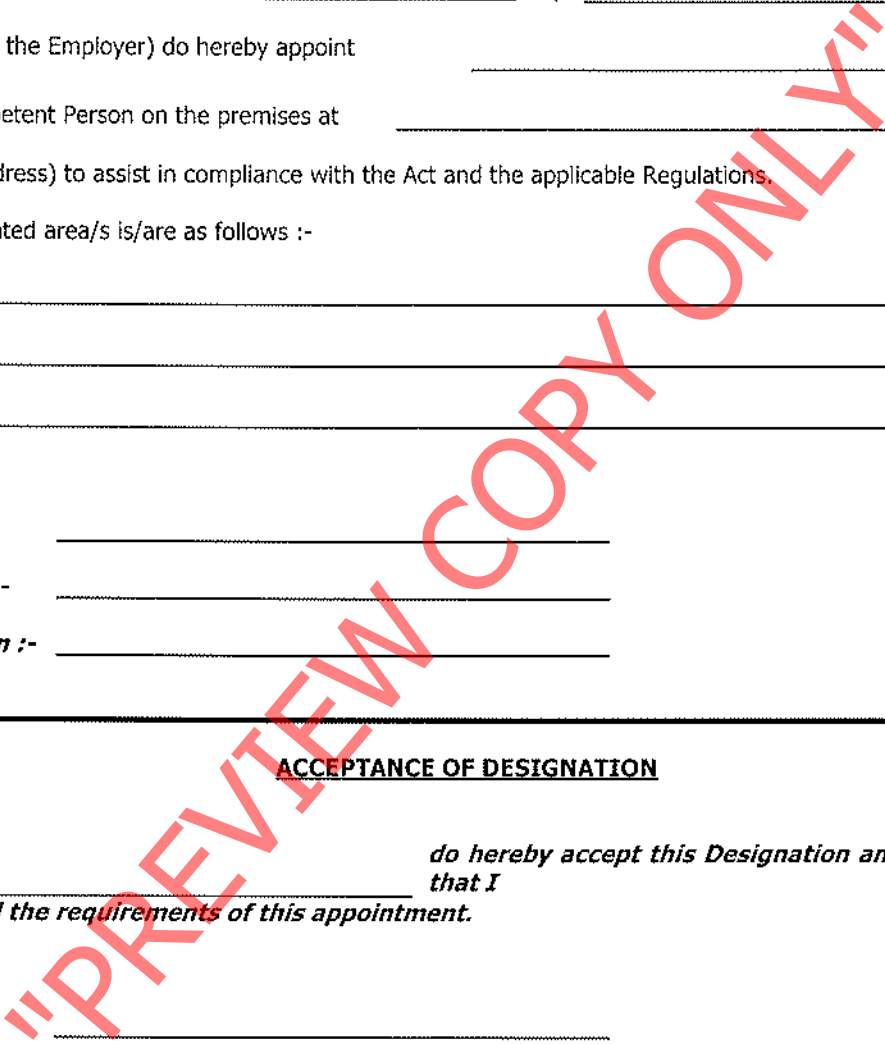 the Employer) do hereby appoint
etent Person on the premises at
dress) to assist in compliance with the Act and the applicable Regulations.
ated area/s is/are as follows :-
:-
n :-
ACCEPTANCE OF DESIGNATION
do hereby accept this Designation an
that I
the requirements of this appointment.
"PREVIEW COPY ONLY"